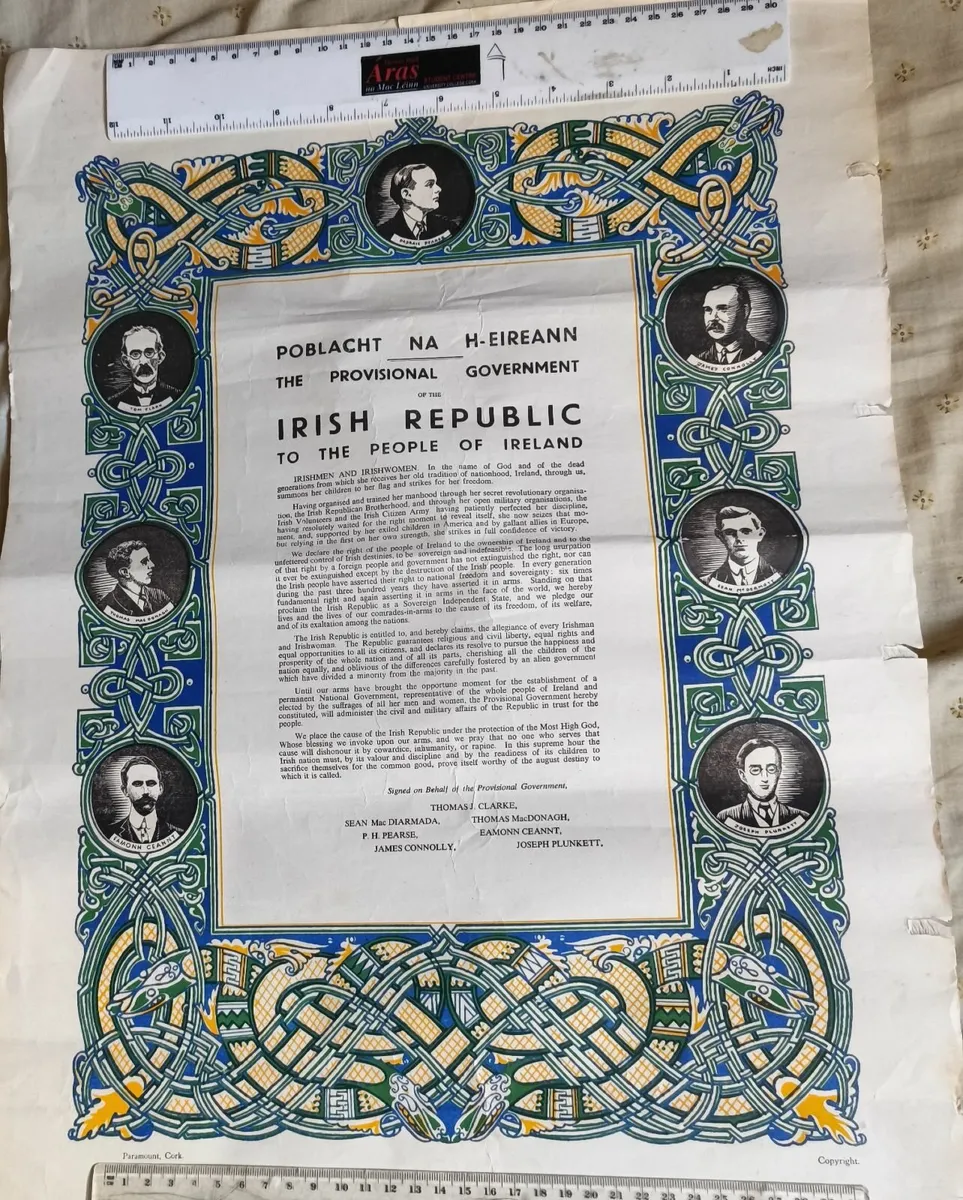 Áras
na Mac Léinn
PADRAIC PEARSE
JAMES CONNOLLY
TOM CLARK
SEAN McDERMOTT
THOMAS MAC DONAGH
EAMONN CEANNT
JOSEPH PLUNKETT
POBLACHT NA H-EIREANN
THE PROVISIONAL GOVERNMENT
OF THE
IRISH REPUBLIC
TO THE PEOPLE OF IRELAND
IRISHMEN AND IRISHWOMEN. In the name of God and of the dead
generations from which she receives her old tradition of nationhood, Ireland, through us,
summons her children to her flag and strikes for her freedom.
Having organised and trained her manhood through her secret revolutionary organisa-
tion, the Irish Republican Brotherhood, and through her open military organisations, the
Irish Volunteers and the Irish Citizen Army having patiently perfected her discipline,
having resolutely waited for the right moment to reveal itself, she now seizes that mo-
ment, and, supported by her exiled children in America and by gallant allies in Europe,
but relying in the first on her own strength, she strikes in full confidence of victory.
We declare the right of the people of Ireland to the ownership of Ireland and to the
unfettered control of Irish destinies, to be sovereign and indefeasible. The long usurpation
of that right by a foreign people and government has not extinguished the right, nor can
it ever be extinguished except by the destruction of the Irish people. In every generation
the Irish people have asserted their right to national freedom and sovereignty: six times
during the past three hundred years they have asserted it in arms. Standing on that
fundamental right and again asserting it in arms in the face of the world, we hereby
proclaim the Irish Republic as a Sovereign Independent State, and we pledge our
lives and the lives of our comrades-in-arms to the cause of its freedom, of its welfare,
and of its exaltation among the nations.
The Irish Republic is entitled to, and hereby claims, the allegiance of every Irishman
and Irishwoman. The Republic guarantees religious and civil liberty, equal rights and
equal opportunities to all its citizens, and declares its resolve to pursue the happiness and
prosperity of the whole nation and of all its parts, cherishing all the children of the
nation equally, and oblivious of the differences carefully fostered by an alien government
which have divided a minority from the majority in the past.
Until our arms have brought the opportune moment for the establishment of a
permanent National Government, representative of the whole people of Ireland and
elected by the suffrages of all her men and women, the Provisional Government hereby
constituted, will administer the civil and military affairs of the Republic in trust for the
people.
We place the cause of the Irish Republic under the protection of the Most High God,
Whose blessing we invoke upon our arms, and we pray that no one who serves that
cause will dishonour it by cowardice, inhumanity, or rapine. In this supreme hour the
Irish nation must, by its valour and discipline and by the readiness of its children to
sacrifice themselves for the common good, prove itself worthy of the august destiny to
which it is called.
Signed on Behalf of the Provisional Government,
THOMAS J. CLARKE,
SEAN Mac DIARMADA, THOMAS MacDONAGH,
P. H. PEARSE, EAMONN CEANNT,
JAMES CONNOLLY, JOSEPH PLUNKETT,
Paramount, Cork.
Copyright.